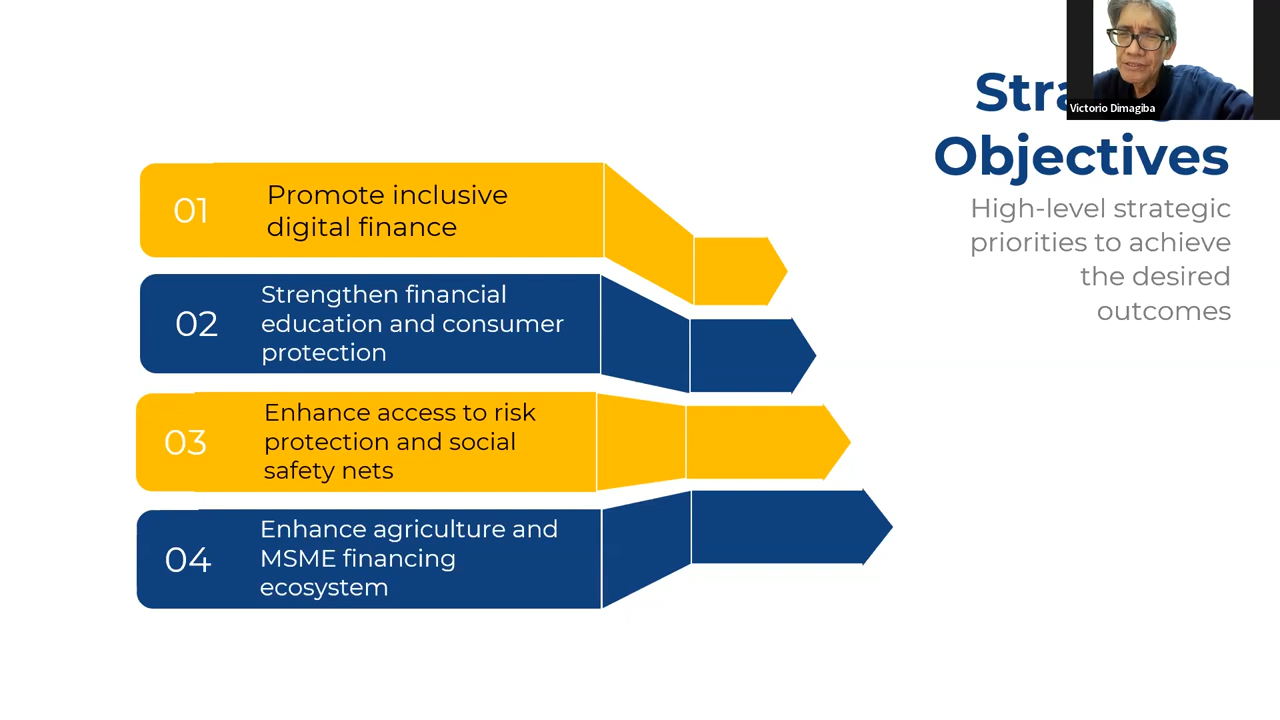 Victorio Dimagiba
Objectives
High-level strategic
priorities to achieve
the desired
outcomes
01
Promote inclusive
digital finance
02
Strengthen financial
education and consumer
protection
03
Enhance access to risk
protection and social
safety nets
04
Enhance agriculture and
MSME financing
ecosystem